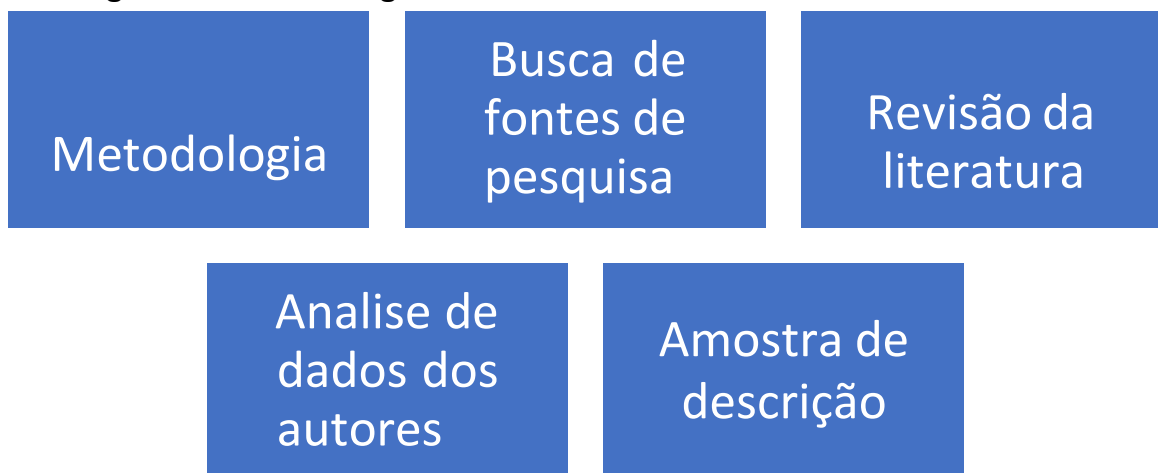 Metodologia
Busca de
fontes de
pesquisa
Revisão da
literatura
Analise de
dados dos
autores
Amostra de
descrição